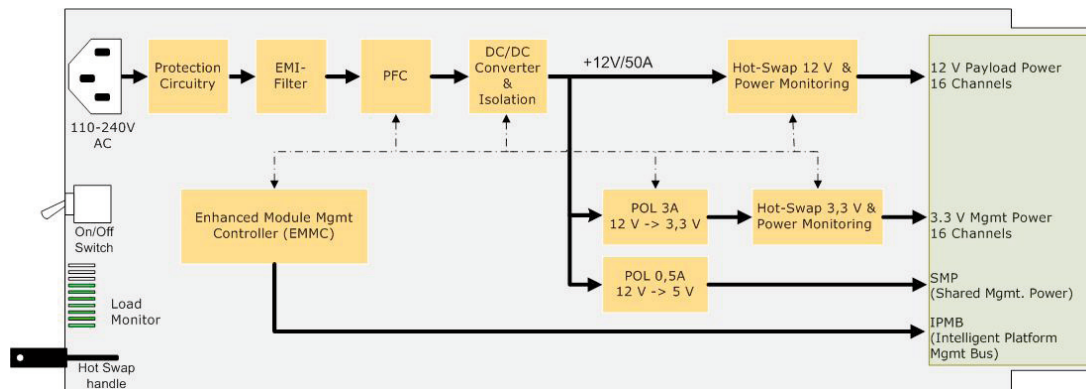 110-240V
AC
Protection
Circuitry
EMI-
Filter
PFC
DC/DC
Converter
&
Isolation
+12V/50A
Hot-Swap 12 V &
Power Monitoring
12 V Payload Power
16 Channels
On/Off
Switch
Enhanced Module Mgmt
Controller (EMMC)
POL 3A
12 V -> 3,3 V
Hot-Swap 3,3 V &
Power Monitoring
3.3 V Mgmt Power
16 Channels
POL 0,5A
12 V -> 5 V
SMP
(Shared Mgmt. Power)
Load
Monitor
IPMB
(Intelligent Platform
Mgmt Bus)
Hot Swap
handle